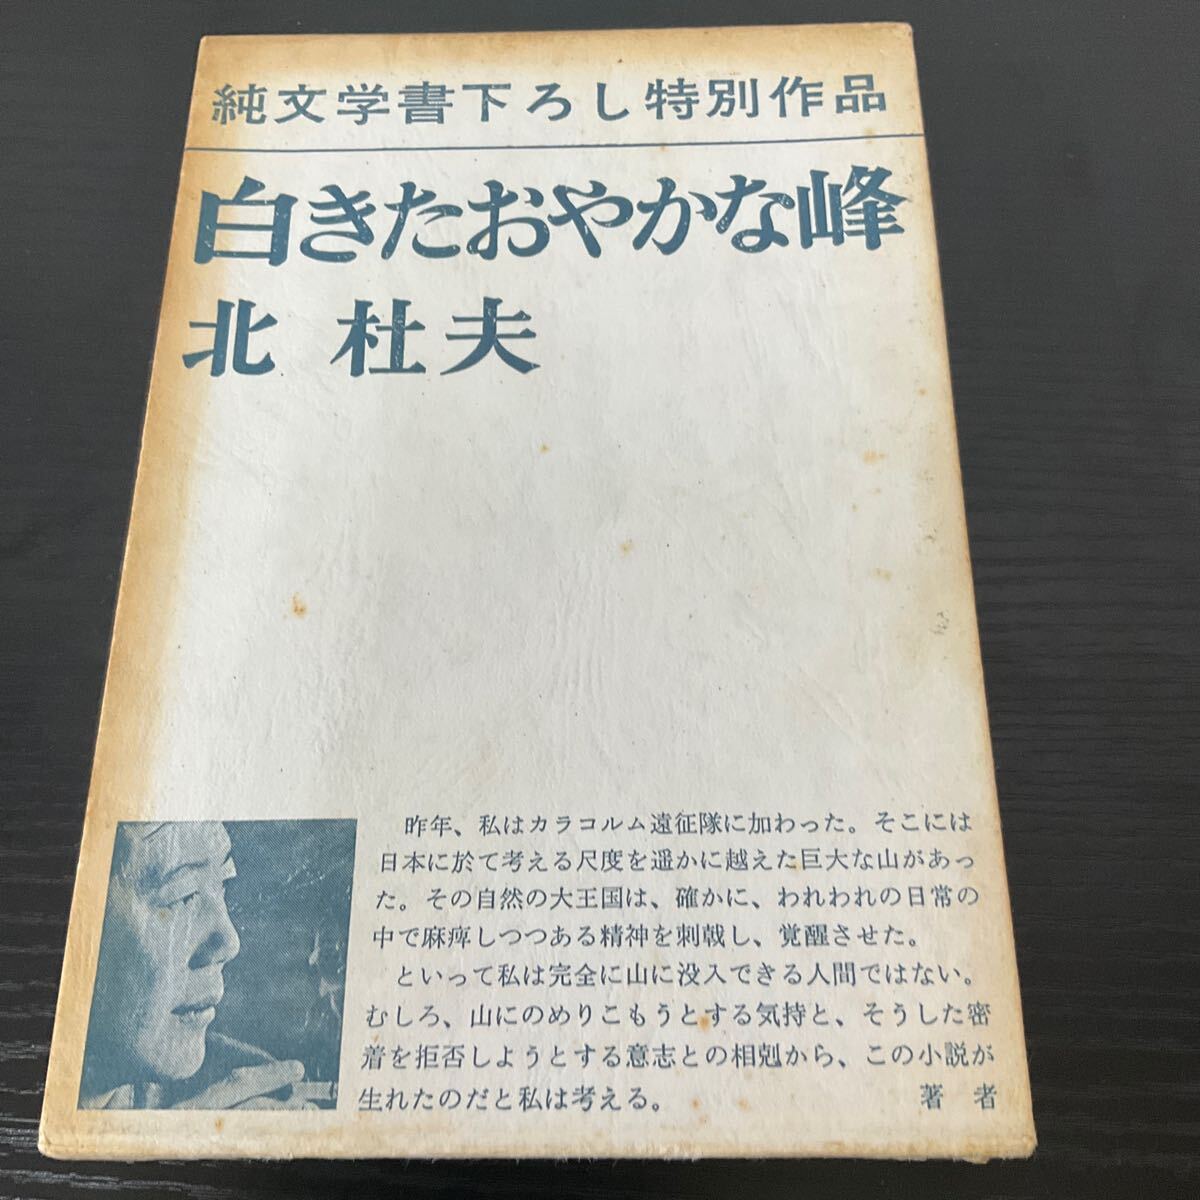 純文学書下ろし特別作品
白きたおやかな峰
北 杜夫
昨年、私はカラコルム遠征隊に加わった。そこには
日本に於て考える尺度を遥かに越えた巨大な山があっ
た。その自然の大王国は、確かに、われわれの日常の
中で麻痺しつつある精神を刺戟し、覚醒させた。
といって私は完全に山に没入できる人間ではない。
むしろ、山にのめりこもうとする気持と、そうした密
着を拒否しようとする意志との相剋から、この小説が
生れたのだと私は考える。 著 者